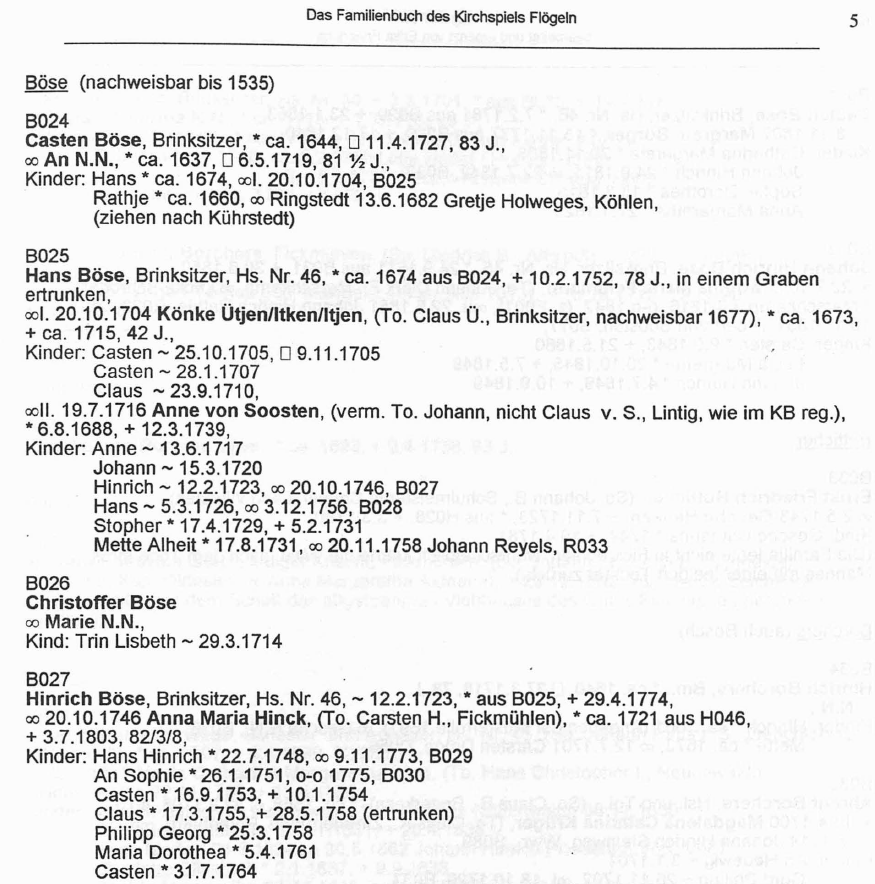 Das Familienbuch des Kirchspiels Flögeln
5
Böse (nachweisbar bis 1535)
B024
Casten Böse, Brinksitzer, * ca. 1644, □ 11.4.1727, 83 J.,
∞ An N.N., * ca. 1637, □ 6.5.1719, 81 ½ J.,
Kinder: Hans * ca. 1674, ∞I. 20.10.1704, B025
Rathje * ca. 1660, ∞ Ringstedt 13.6.1682 Gretje Holweges, Köhlen,
(ziehen nach Kührstedt)
B025
Hans Böse, Brinksitzer. Hs. Nr. 46, * ca. 1674 aus B024, + 10.2.1752, 78 J., in einem Graben
ertrunken,
∞I. 20.10.1704 Könke Ütjen/Itken/Itjen, (To. Claus Ü., Brinksitzer, nachweisbar 1677), * ca. 1673,
+ ca. 1715, 42 J.,
Kinder: Casten ~ 25.10.1705, □ 9.11.1705
Casten ~ 28.1.1707
Claus ~ 23.9.1710,
∞II. 19.7.1716 Anne von Soosten, (verm. To. Johann, nicht Claus v. S., Lintig, wie im KB reg.),
* 6.8.1688, + 12.3.1739,
Kinder: Anne ~ 13.6.1717
Johann ~ 15.3.1720
Hinrich ~ 12.2.1723, ∞ 20.10.1746, B027
Hans ~ 5.3.1726, ∞ 3.12.1756, B028
Stopher * 17.4.1729, + 5.2.1731
Mette Alheit * 17.8.1731, ∞ 20.11.1758 Johann Reyels, R033
B026
Christoffer Böse
∞ Marie N.N.,
Kind: Trin Lisbeth ~ 29.3.1714
B027
Hinrich Böse, Brinksitzer, Hs. Nr. 46, ~ 12.2.1723, * aus B025, + 29.4.1774,
∞ 20.10.1746 Anna Maria Hinck, (To. Carsten H., Fickmühlen), * ca. 1721 aus H046,
+ 3.7.1803, 82/3/8,
Kinder: Hans Hinrich * 22.7.1748, ∞ 9.11.1773, B029
An Sophie * 26.1.1751, o-o 1775, B030
Casten * 16.9.1753, + 10.1.1754
Claus * 17.3.1755, + 28.5.1758 (ertrunken)
Philipp Georg * 25.3.1758
Maria Dorothea * 5.4.1761
Casten * 31.7.1764